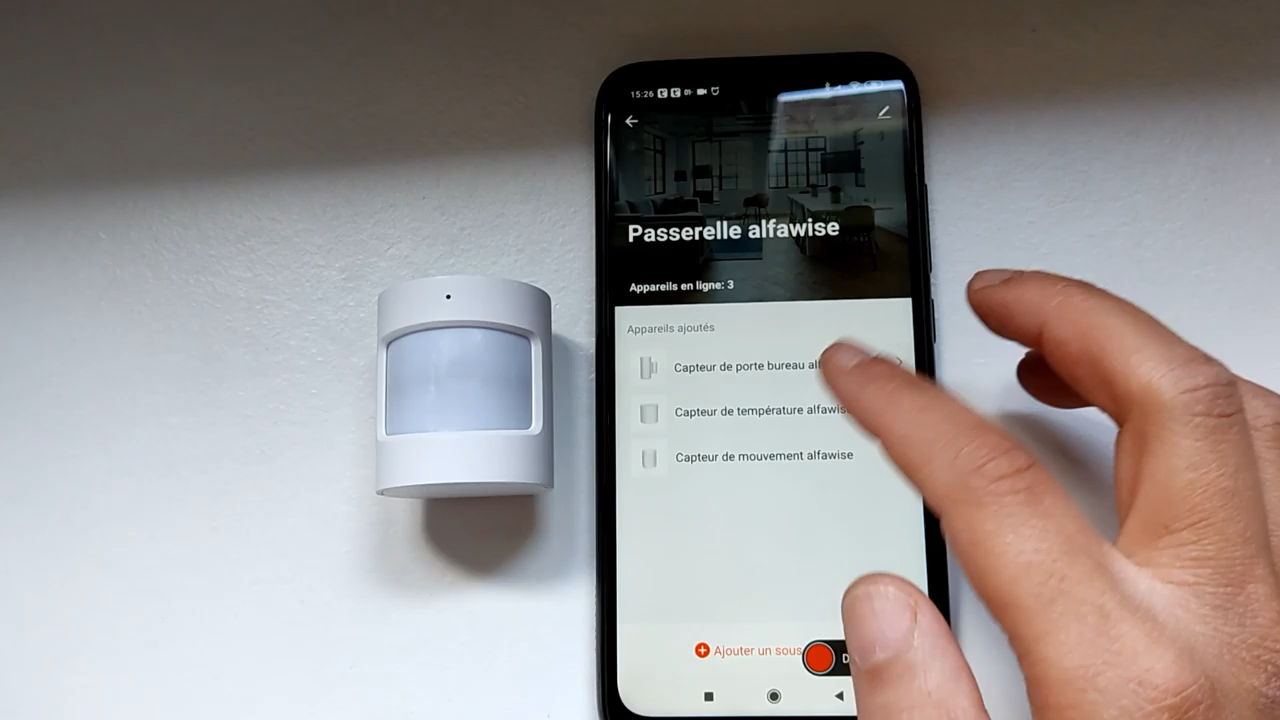 15:26
Passerelle alfawise
Appareils en ligne: 3
Appareils ajoutés
Capteur de porte bureau
Capteur de température alfawise
Capteur de mouvement alfawise
Ajouter un sous